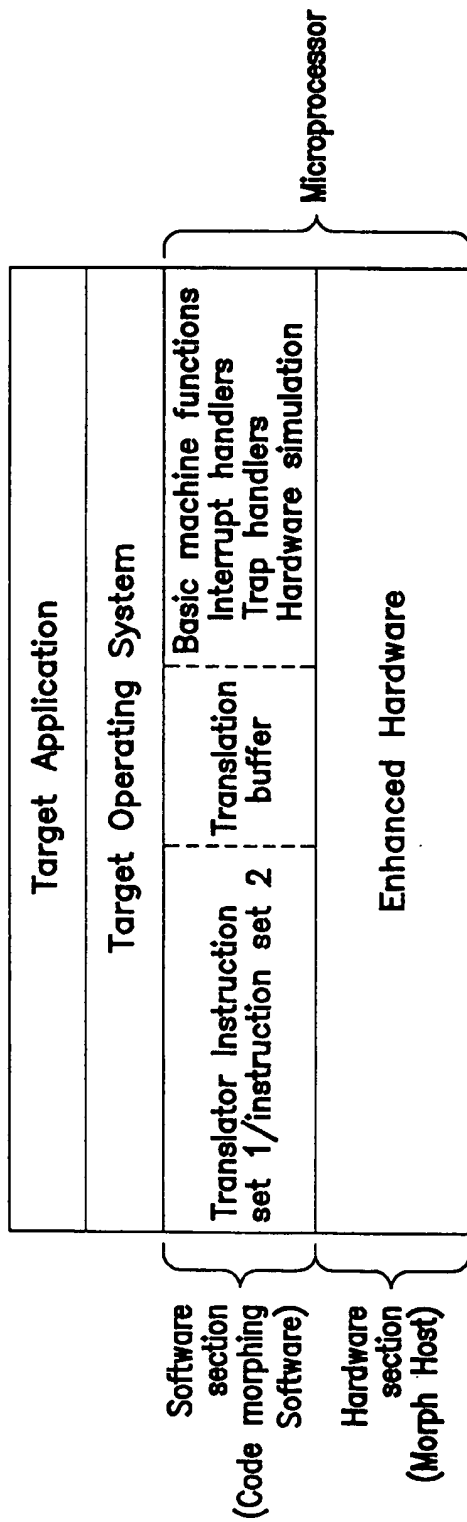 Target Application
Target Operating System
Software
section
(Code morphing
Software)
Translator Instruction
set 1/instruction set 2
Translation
buffer
Basic machine functions
Interrupt handlers
Trap handlers
Hardware simulation
Microprocessor
Hardware
section
(Morph Host)
Enhanced Hardware